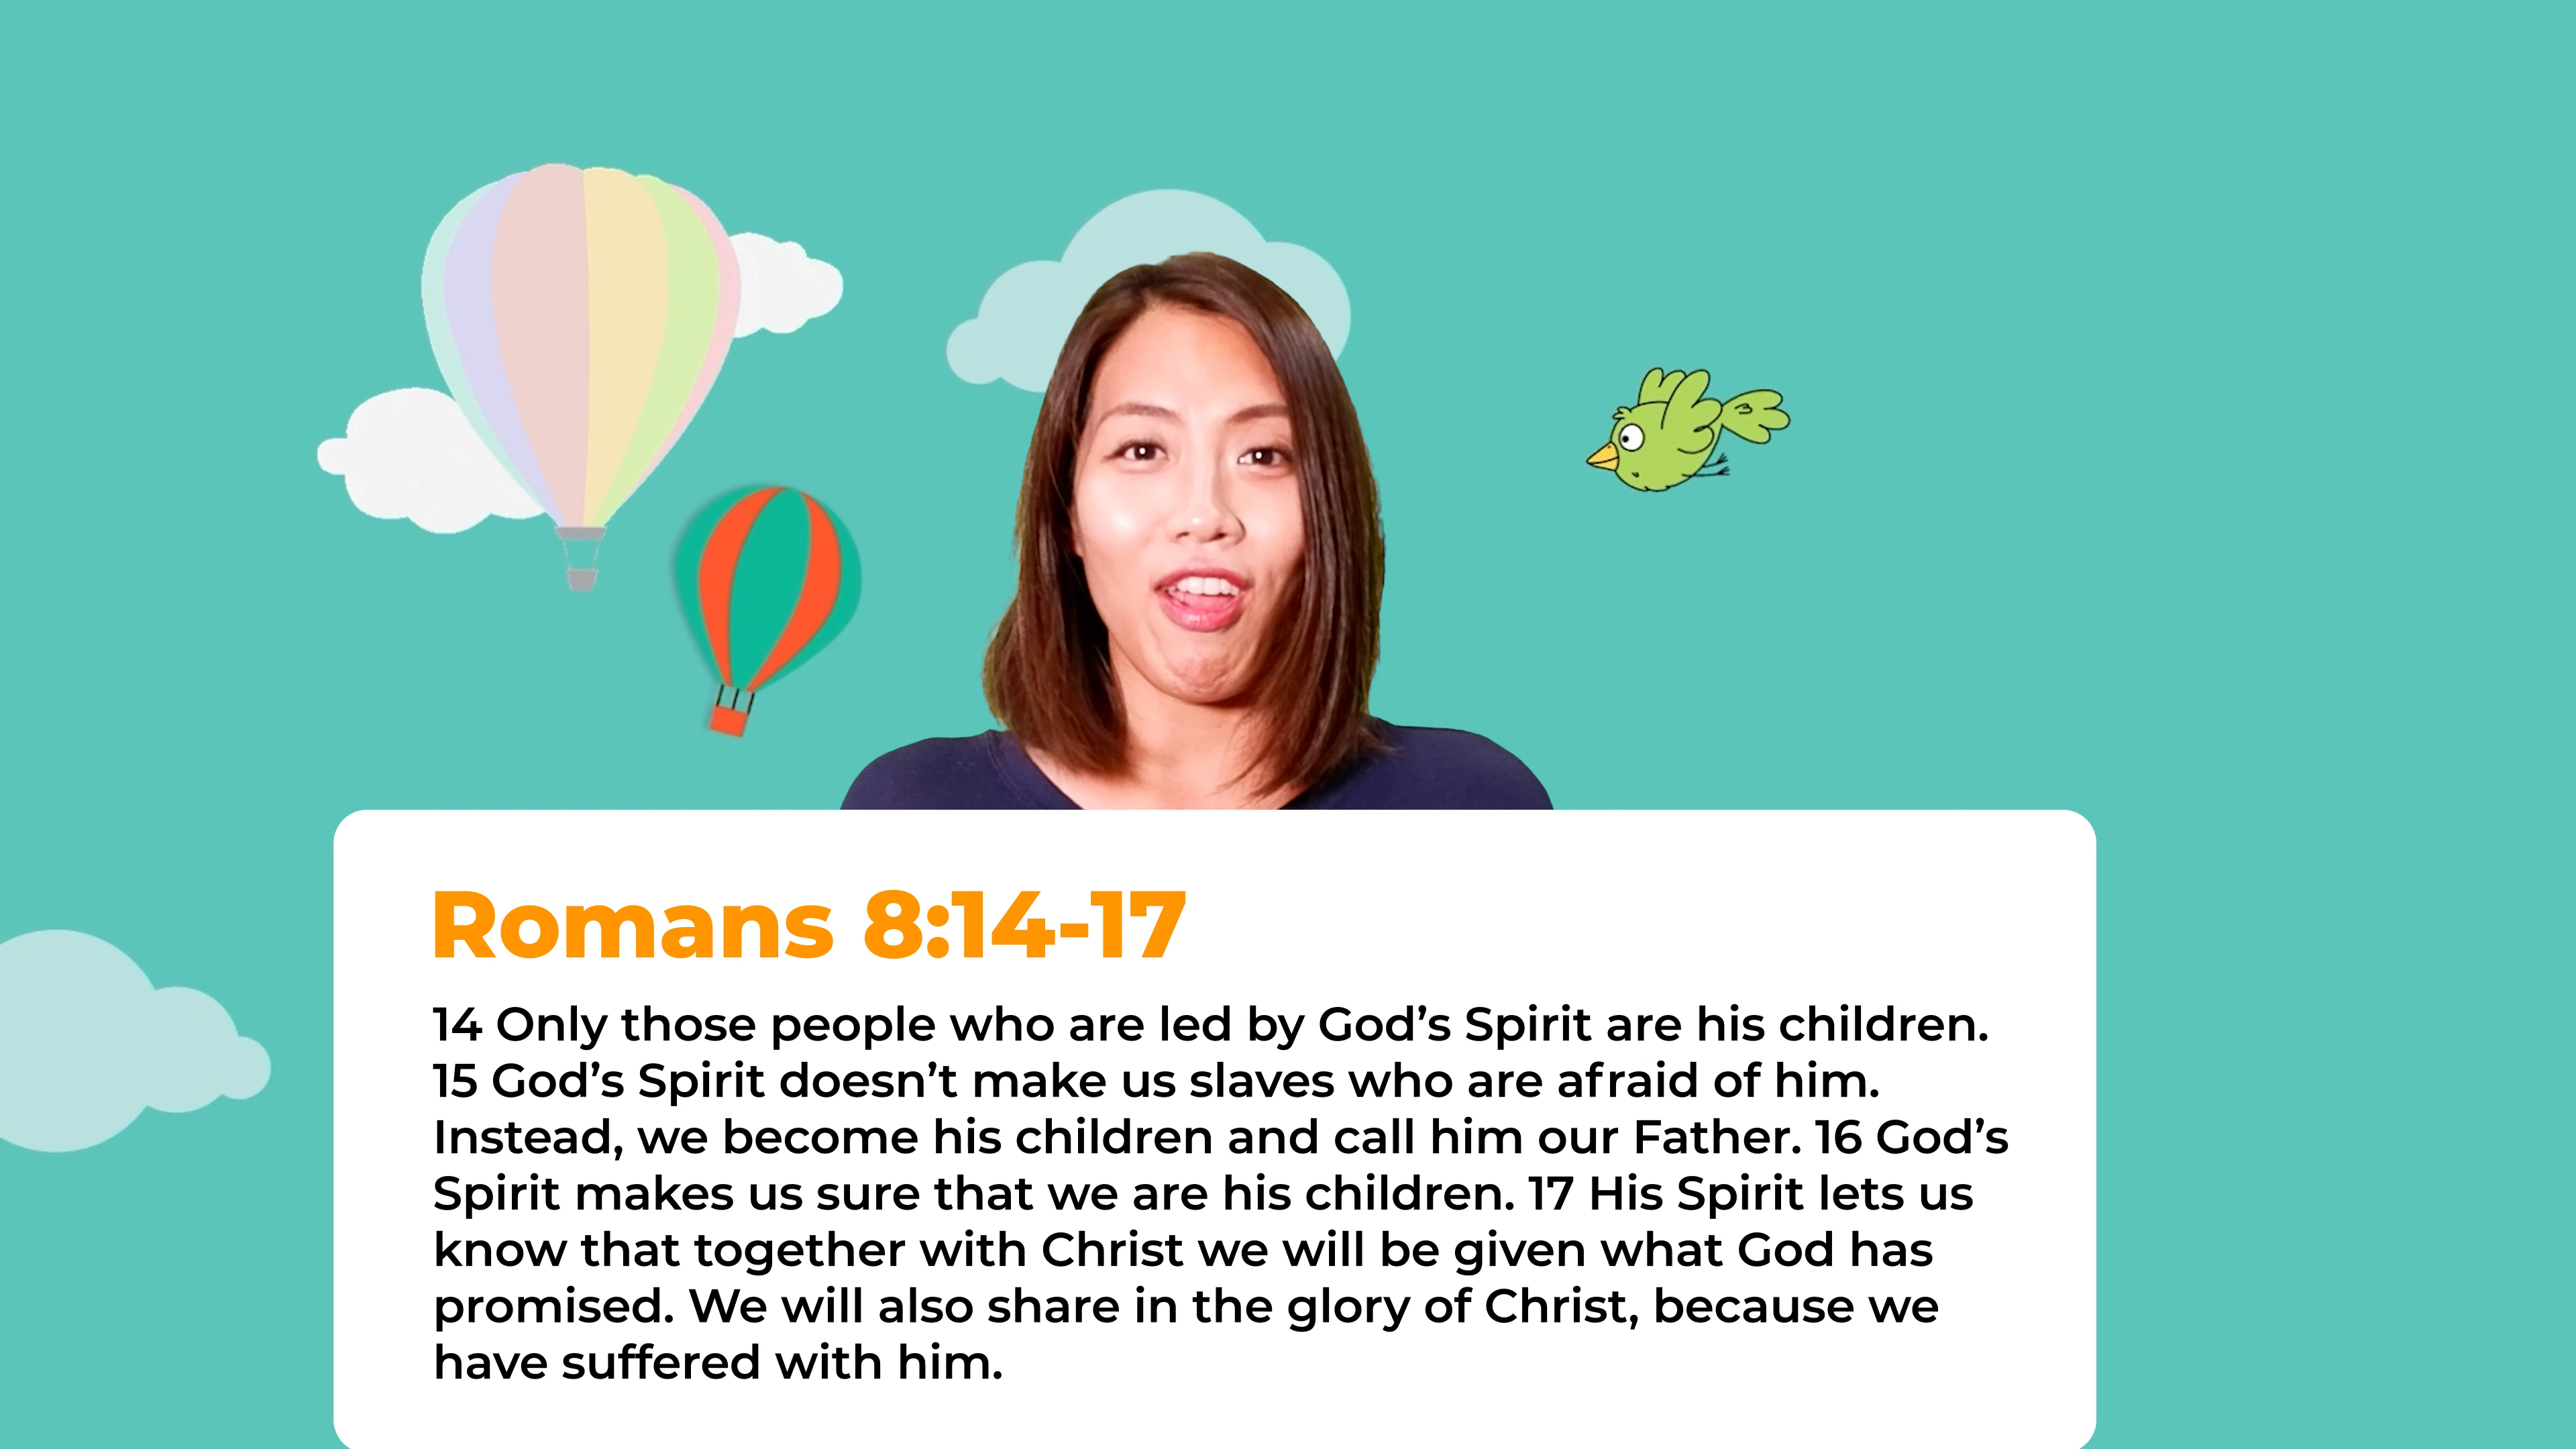 Romans 8:14-17
14 Only those people who are led by God’s Spirit are his children.
15 God’s Spirit doesn’t make us slaves who are afraid of him.
Instead, we become his children and call him our Father. 16 God’s
Spirit makes us sure that we are his children. 17 His Spirit lets us
know that together with Christ we will be given what God has
promised. We will also share in the glory of Christ, because we
have suffered with him.